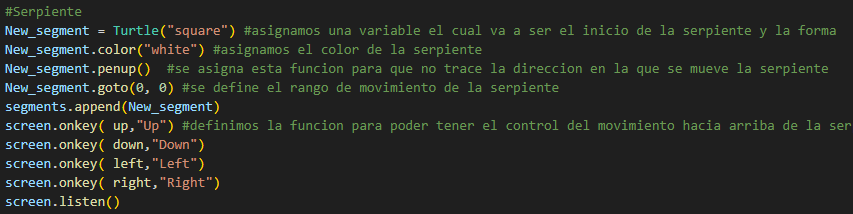 #Serpiente
New_segment = Turtle("square") #asignamos una variable el cual va a ser el inicio de la serpiente y la forma
New_segment.color("white") #asignamos el color de la serpiente
New_segment.penup()  #se asigna esta funcion para que no trace la direccion en la que se mueve la serpiente
New_segment.goto(0, 0) #se define el rango de movimiento de la serpiente
segments.append(New_segment)
screen.onkey( up,"Up") #definimos la funcion para poder tener el control del movimiento hacia arriba de la ser
screen.onkey( down,"Down")
screen.onkey( left,"Left")
screen.onkey( right,"Right")
screen.listen()